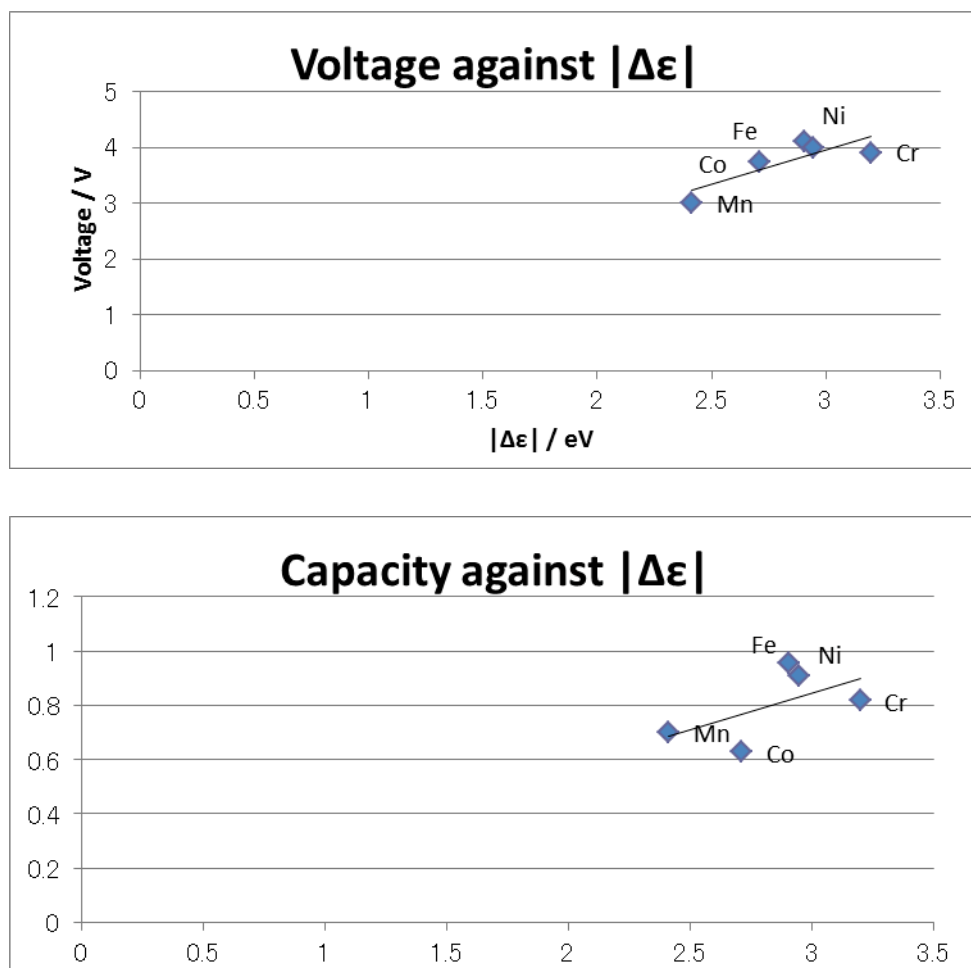 Voltage against |Δε|
5
4
3
2
1
0
Voltage / V
Fe
Ni
Co
Cr
Mn
0 0.5 1 1.5 2 2.5 3 3.5
|Δε| / eV
Capacity against |Δε|
1.2
1
0.8
0.6
0.4
0.2
0
Fe
Ni
Cr
Mn
Co
0 0.5 1 1.5 2 2.5 3 3.5